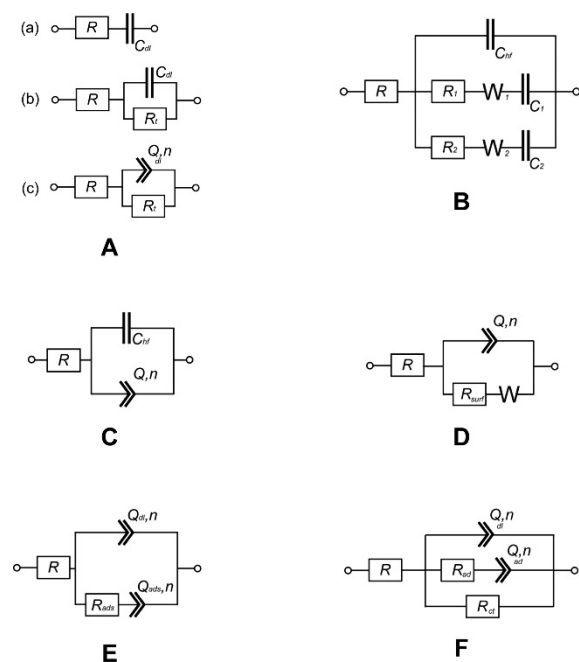 (a) R C_dl
(b) R C_dl R_t
(c) R Q_dl,n R_t
A
R C_hf R_1 W_1 C_1 R_2 W_2 C_2
B
R C_hf Q,n
C
R Q,n R_surf W
D
R Q_dl,n R_ads Q_ads,n
E
R Q_dl,n R_ad Q_ad,n R_ct
F